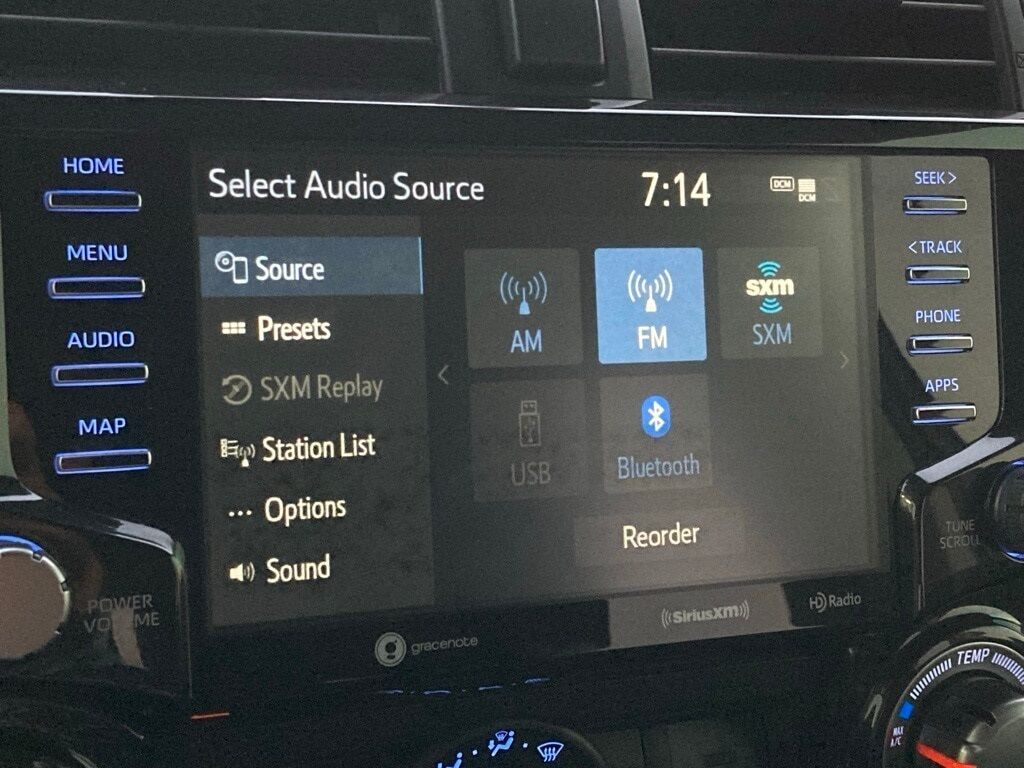 HOME
MENU
AUDIO
MAP
POWER
VOLUME
Select Audio Source
7:14
DCM
DCM
Source
Presets
SXM Replay
Station List
Options
Sound
AM
FM
sxm
SXM
USB
Bluetooth
Reorder
gracenote
SiriusXM
HD Radio
SEEK >
< TRACK
PHONE
APPS
TUNE
SCROLL
TEMP
MAX
A/C